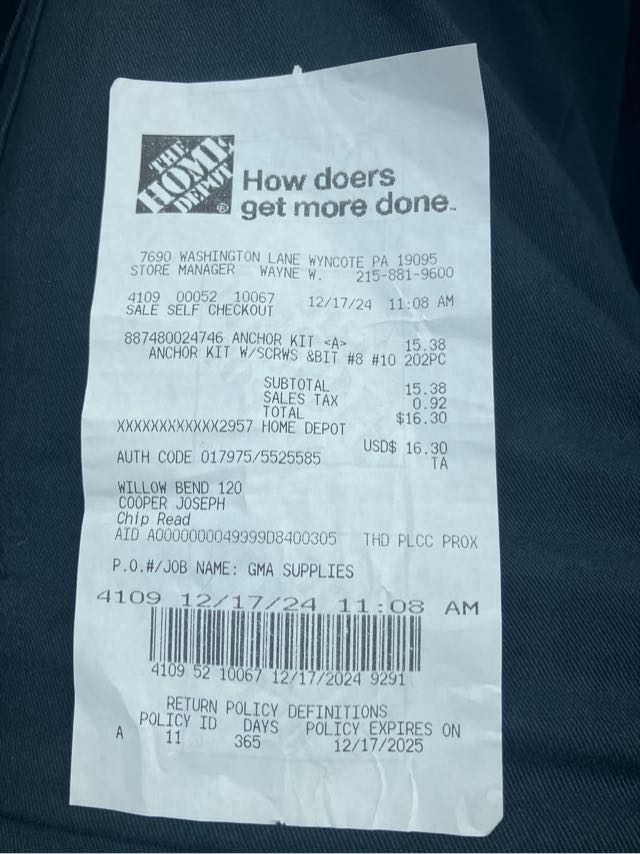 THE
HOME
DEPOT
®
How doers
get more done™
7690 WASHINGTON LANE WYNCOTE PA 19095
STORE MANAGER WAYNE W. 215-881-9600
4109 00052 10067 12/17/24 11:08 AM
SALE SELF CHECKOUT
887480024746 ANCHOR KIT <A> 15.38
ANCHOR KIT W/SCRWS &BIT #8 #10 202PC
SUBTOTAL 15.38
SALES TAX 0.92
TOTAL $16.30
XXXXXXXXXXXX2957 HOME DEPOT
USD$ 16.30
AUTH CODE 017975/5525585 TA
WILLOW BEND 120
COOPER JOSEPH
Chip Read
AID A0000000049999D8400305 THD PLCC PROX
P.O.#/JOB NAME: GMA SUPPLIES
4109 12/17/24 11:08 AM
4109 52 10067 12/17/2024 9291
RETURN POLICY DEFINITIONS
POLICY ID DAYS POLICY EXPIRES ON
A 11 365 12/17/2025